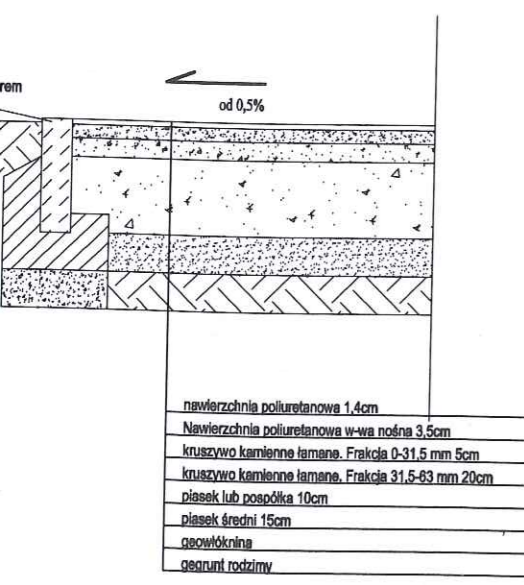 rem
od 0,5%
nawierzchnia poliuretanowa 1,4cm
Nawierzchnia poliuretanowa w-wa nośna 3,5cm
kruszywo kamienne łamane. Frakcja 0-31,5 mm 5cm
kruszywo kamienne łamane. Frakcja 31,5-63 mm 20cm
piasek lub pospółka 10cm
piasek średni 15cm
geowłóknina
gegrunt rodzimy